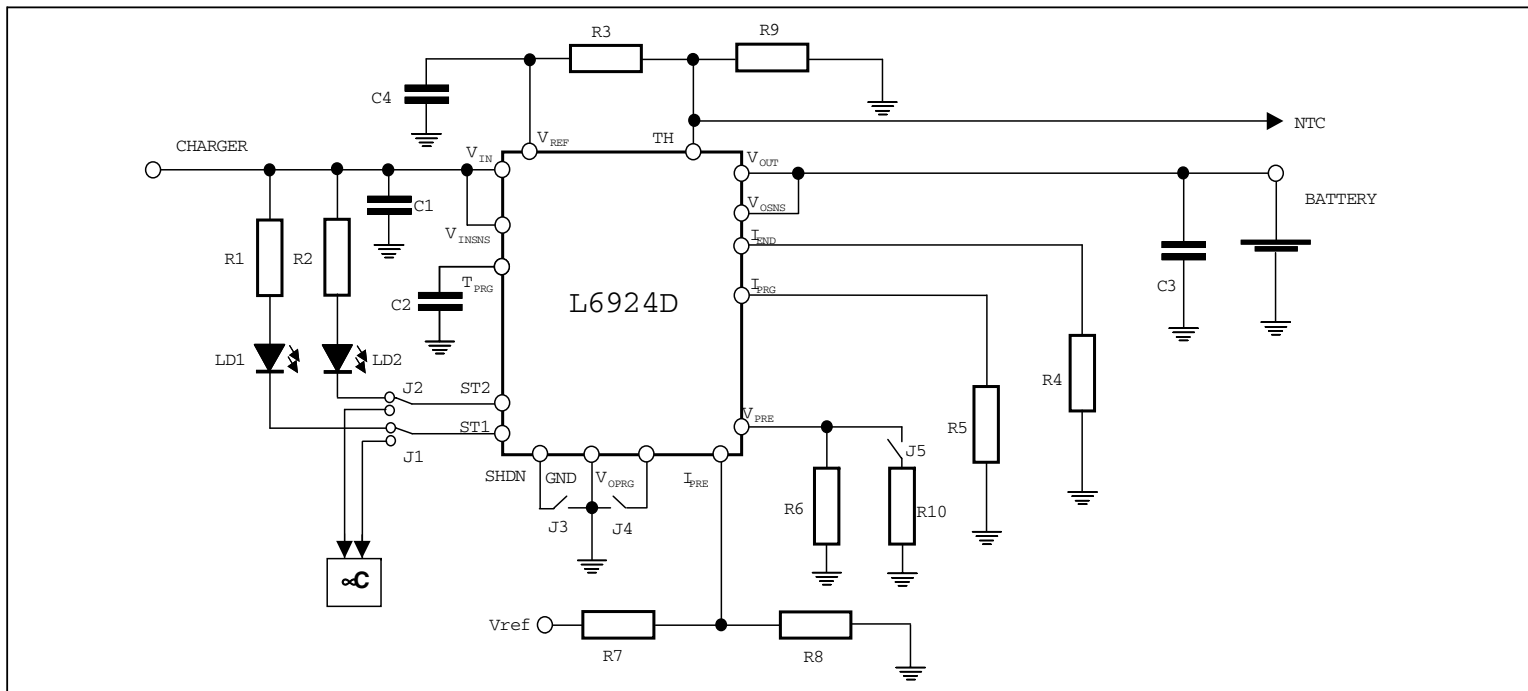 R3
R9
C4
NTC
CHARGER
VIN
VREF
TH
VOUT
C1
VOSNS
BATTERY
VINSNS
IEND
R1
R2
TPRG
IPRG
C2
L6924D
C3
LD1
LD2
R4
J2
ST2
VPRE
R5
ST1
J5
J1
SHDN
GND
VOPRG
IPRE
R6
R10
J3
J4
∝C
Vref
R7
R8